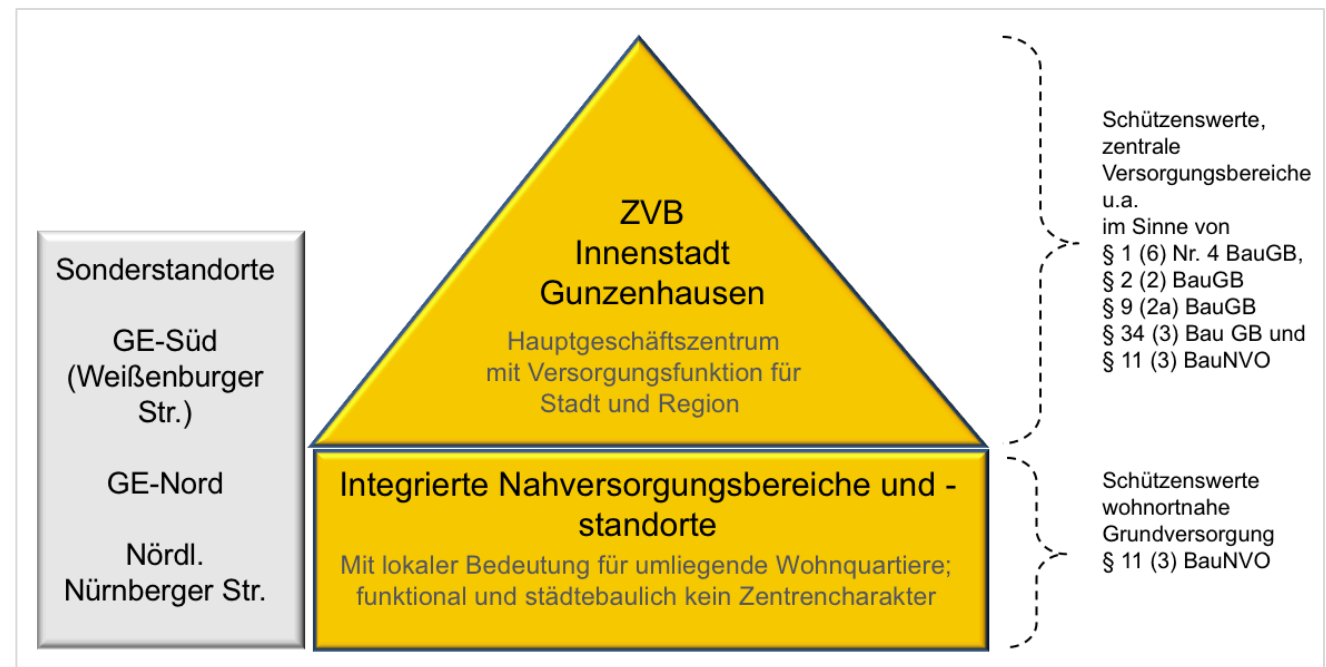 Sonderstandorte
GE-Süd
(Weißenburger
Str.)
GE-Nord
Nördl.
Nürnberger Str.
ZVB
Innenstadt
Gunzenhausen
Hauptgeschäftszentrum
mit Versorgungsfunktion für
Stadt und Region
Integrierte Nahversorgungsbereiche und -
standorte
Mit lokaler Bedeutung für umliegende Wohnquartiere;
funktional und städtebaulich kein Zentrencharakter
Schützenswerte,
zentrale
Versorgungsbereiche
u.a.
im Sinne von
§ 1 (6) Nr. 4 BauGB,
§ 2 (2) BauGB
§ 9 (2a) BauGB
§ 34 (3) Bau GB und
§ 11 (3) BauNVO
Schützenswerte
wohnortnahe
Grundversorgung
§ 11 (3) BauNVO